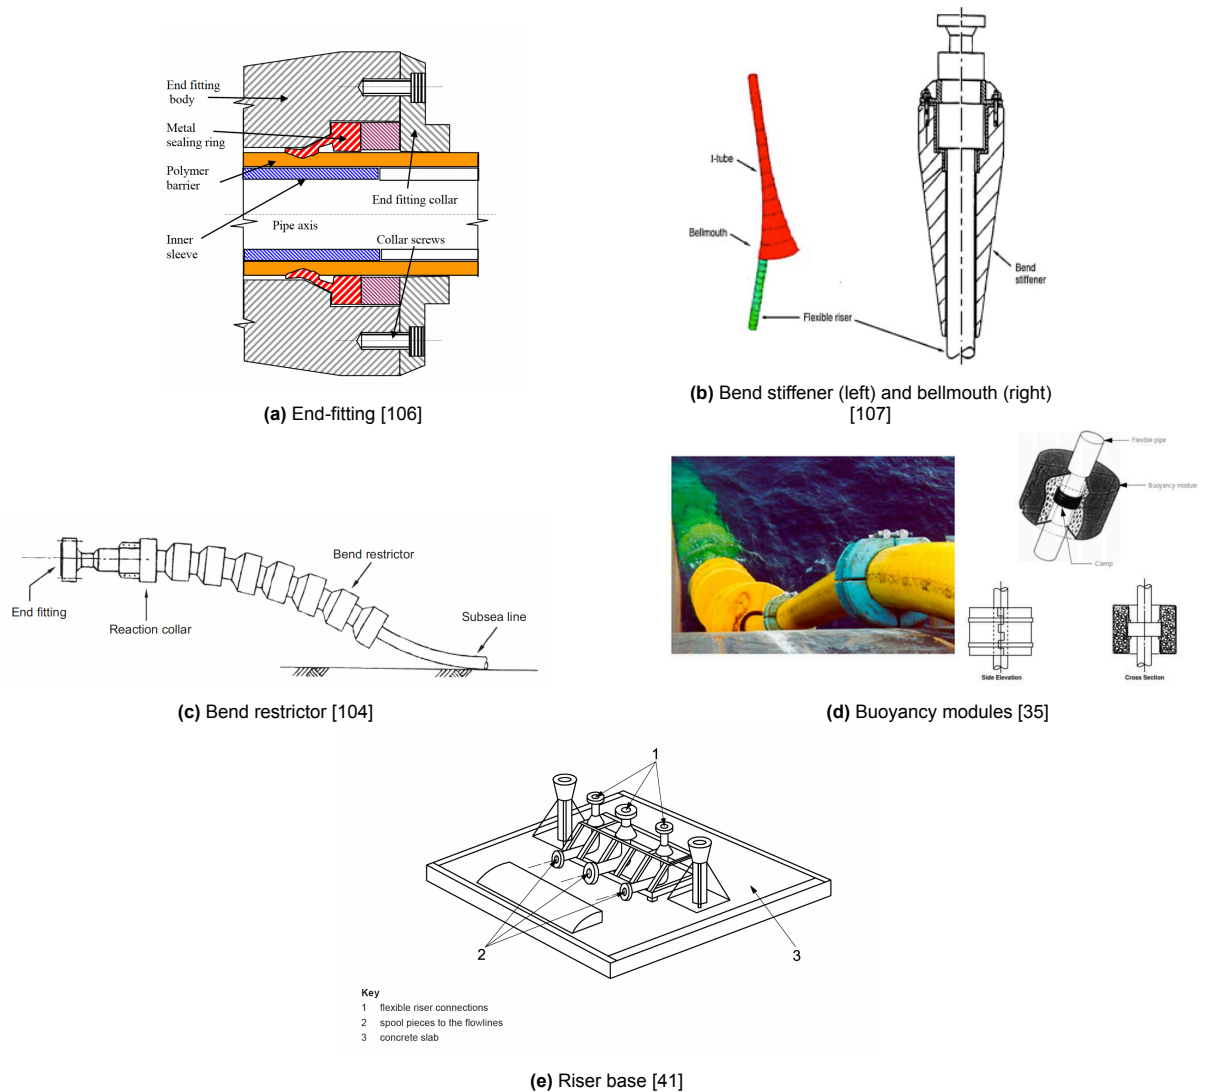 End fitting
body
Metal
sealing ring
Polymer
barrier
End fitting collar
Pipe axis
Inner
sleeve
Collar screws
(a) End-fitting [106]
I-tube
Bellmouth
Flexible riser
Bend
stiffener
(b) Bend stiffener (left) and bellmouth (right)
[107]
Bend restrictor
End fitting
Reaction collar
Subsea line
(c) Bend restrictor [104]
Flexible pipe
Buoyancy module
Clamp
Side Elevation
Cross Section
(d) Buoyancy modules [35]
1
2
3
Key
1 flexible riser connections
2 spool pieces to the flowlines
3 concrete slab
(e) Riser base [41]